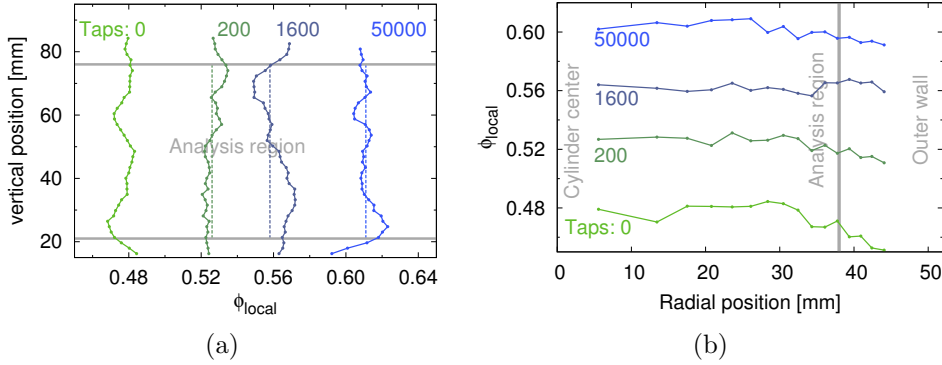 Taps: 0
200
1600
50000
80
60
40
20
vertical position [mm]
Analysis region
0.48
0.52
0.56
0.60
ϕlocal
(a)
0.60
0.56
0.52
0.48
ϕlocal
50000
1600
200
Taps: 0
Cylinder center
Analysis region
Outer wall
0
10
20
30
40
50
Radial position [mm]
(b)